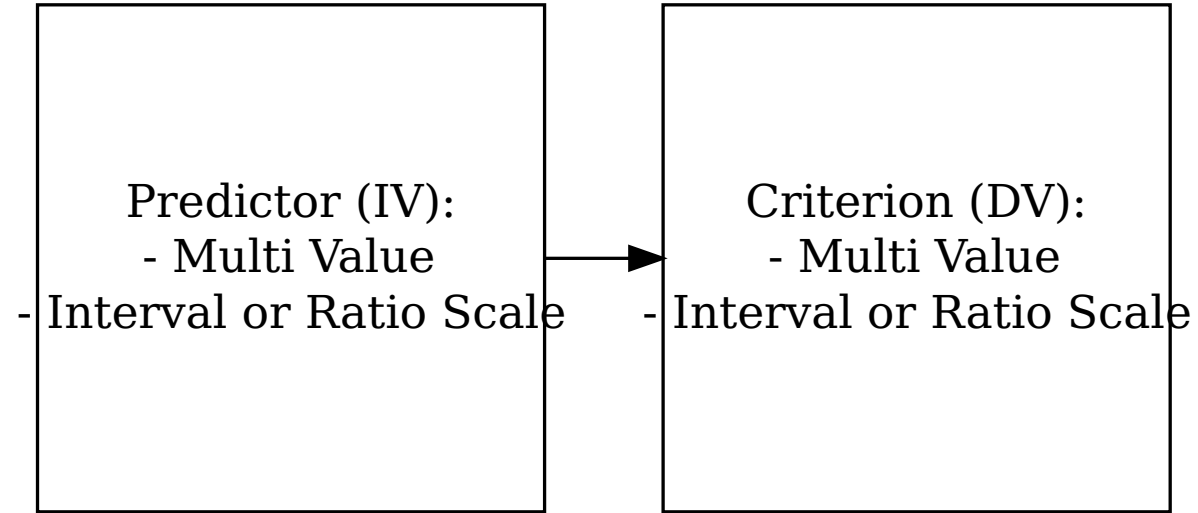 Predictor (IV):
- Multi Value
- Interval or Ratio Scale
Criterion (DV):
- Multi Value
- Interval or Ratio Scale